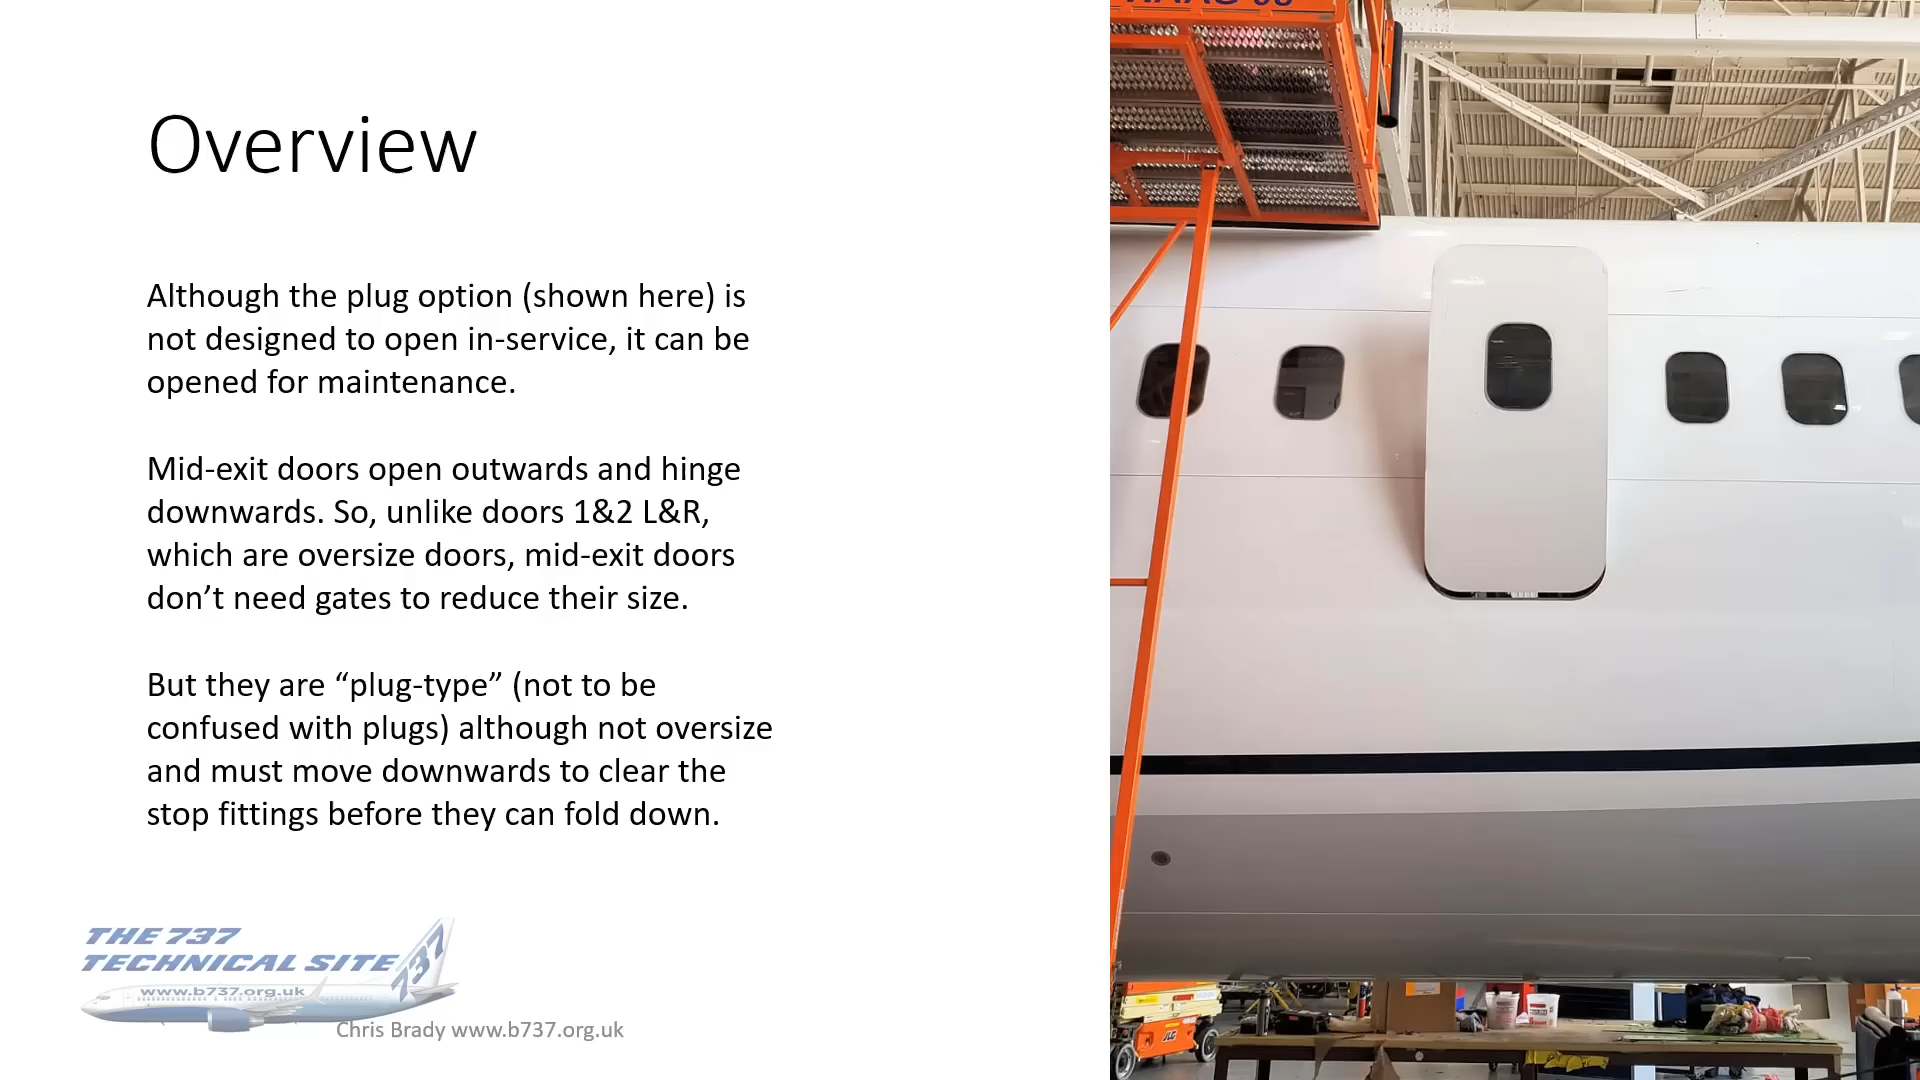 Overview
Although the plug option (shown here) is
not designed to open in-service, it can be
opened for maintenance.
Mid-exit doors open outwards and hinge
downwards. So, unlike doors 1&2 L&R,
which are oversize doors, mid-exit doors
don’t need gates to reduce their size.
But they are “plug-type” (not to be
confused with plugs) although not oversize
and must move downwards to clear the
stop fittings before they can fold down.
THE 737
TECHNICAL SITE
737
www.b737.org.uk
Chris Brady www.b737.org.uk
JLG